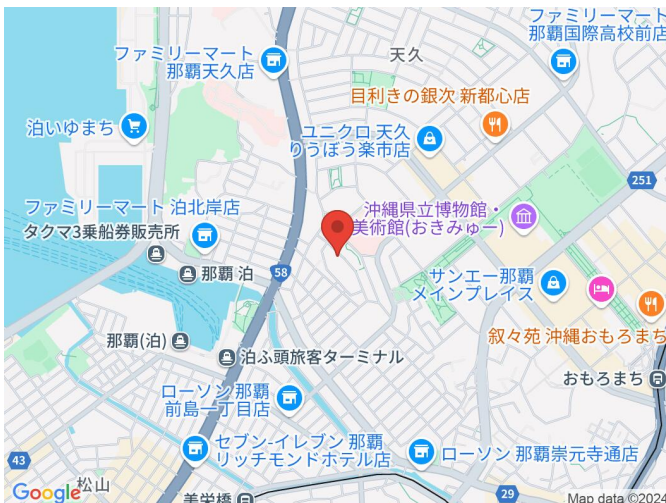 ファミリーマート
那覇国際高校前店
ファミリーマート
那覇天久店
天久
目利きの銀次 新都心店
泊いゆまち
ユニクロ 天久
りうぼう楽市店
251
ファミリーマート 泊北岸店
沖縄県立博物館・
美術館(おきみゅー)
タクマ3乗船券販売所
那覇 泊
58
サンエー那覇
メインプレイス
那覇(泊)
泊ふ頭旅客ターミナル
叙々苑 沖縄おもろまち
おもろまち
ローソン 那覇
前島一丁目店
セブン-イレブン 那覇
リッチモンドホテル店
ローソン 那覇崇元寺通店
43
松山
29
Google
美栄橋
Map data ©2024